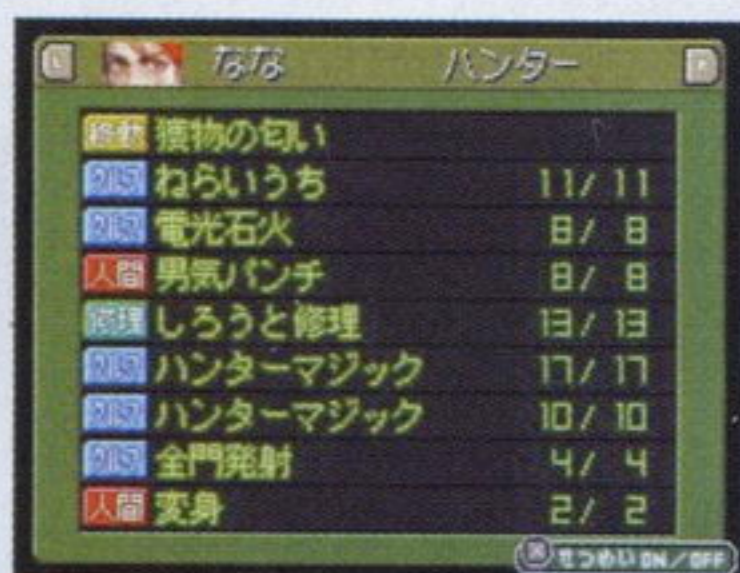 L なな ハンター R
移動 獲物の匂い
クルマ ねらいうち 11/ 11
クルマ 電光石火 8/ 8
人間 男気パンチ 8/ 8
修理 しろうと修理 13/ 13
クルマ ハンターマジック 17/ 17
クルマ ハンターマジック 10/ 10
クルマ 全門発射 4/ 4
人間 変身 2/ 2
せつめい ON/OFF